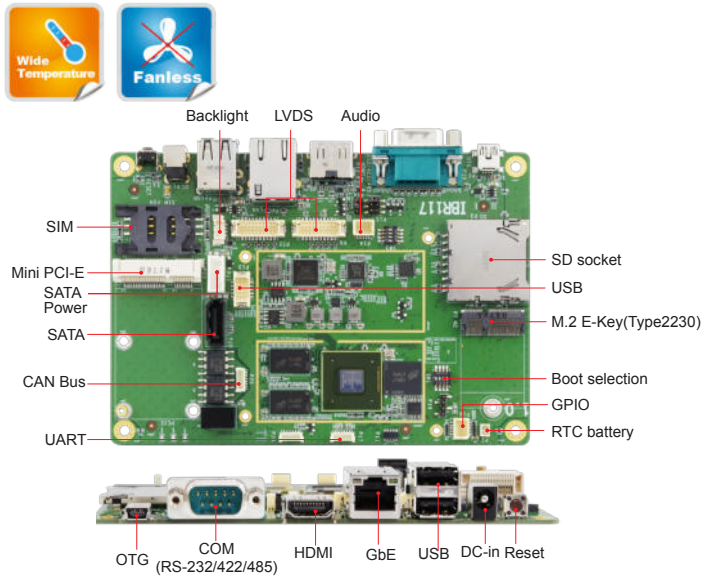 Wide
Temperature
Fanless
Backlight
LVDS
Audio
IBR117
SIM
Mini PCI-E
SATA
Power
SATA
CAN Bus
UART
SD socket
USB
M.2 E-Key(Type2230)
Boot selection
GPIO
RTC battery
OTG
COM
(RS-232/422/485)
HDMI
GbE
USB
DC-in
Reset